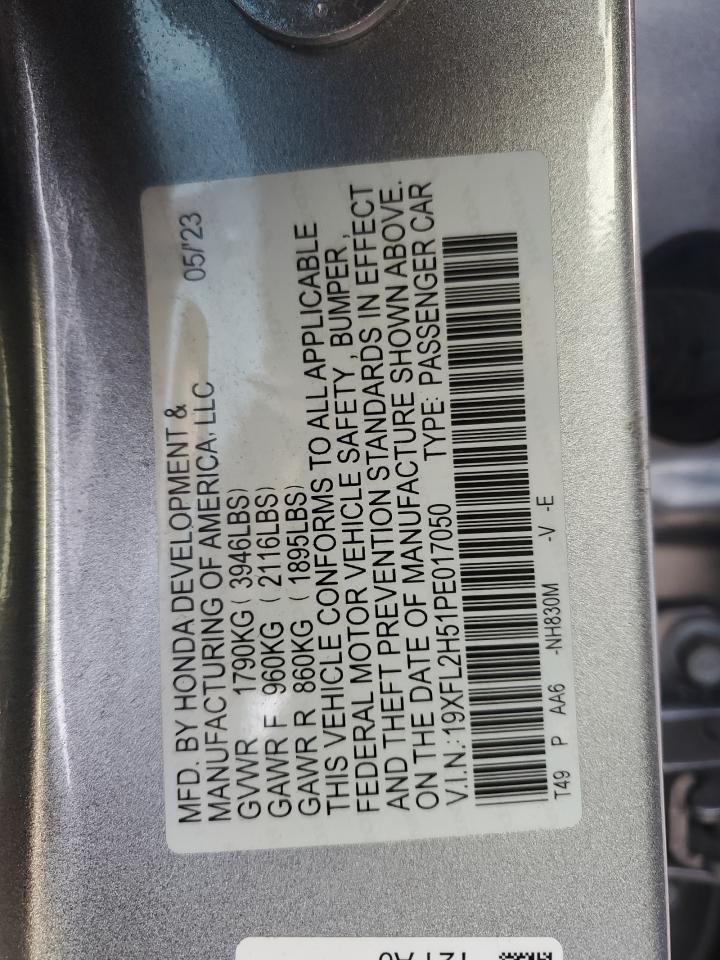 MFD. BY HONDA DEVELOPMENT &
MANUFACTURING OF AMERICA, LLC 05/'23
GVWR 1790KG ( 3946LBS)
GAWR F 960KG ( 2116LBS)
GAWR R 860KG ( 1895LBS)
THIS VEHICLE CONFORMS TO ALL APPLICABLE
FEDERAL MOTOR VEHICLE SAFETY, BUMPER,
AND THEFT PREVENTION STANDARDS IN EFFECT
ON THE DATE OF MANUFACTURE SHOWN ABOVE.
V.I.N.:19XFL2H51PE017050 TYPE: PASSENGER CAR
T49 P AA6 -NH830M -V -E